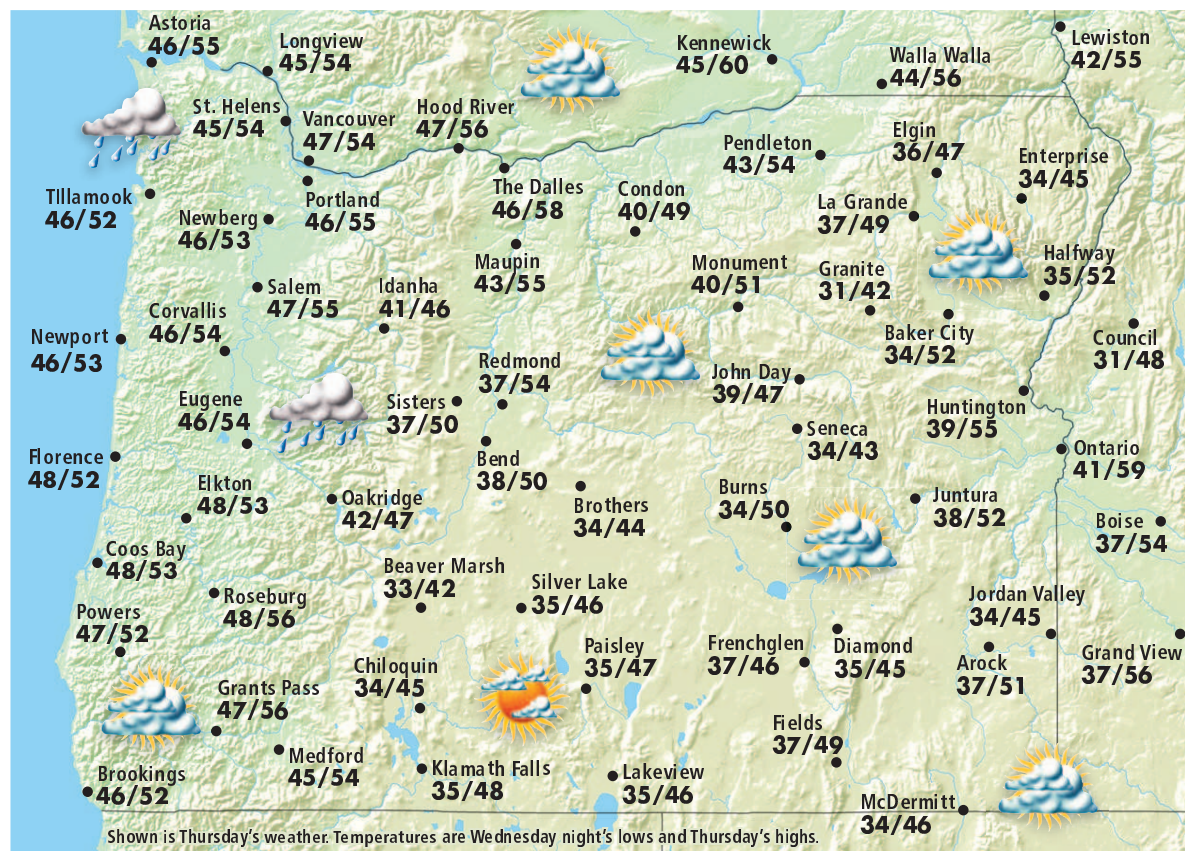 Astoria
46/55
Longview
45/54
Kennewick
45/60
Walla Walla
44/56
Lewiston
42/55
St. Helens
45/54
Vancouver
47/54
Hood River
47/56
Pendleton
43/54
Elgin
36/47
Enterprise
34/45
TIllamook
46/52
Portland
46/55
The Dalles
46/58
Condon
40/49
La Grande
37/49
Newberg
46/53
Maupin
43/55
Monument
40/51
Granite
31/42
Halfway
35/52
Salem
47/55
Idanha
41/46
Corvallis
46/54
Newport
46/53
Baker City
34/52
Council
31/48
Redmond
37/54
John Day
39/47
Eugene
46/54
Sisters
37/50
Huntington
39/55
Seneca
34/43
Florence
48/52
Bend
38/50
Ontario
41/59
Elkton
48/53
Oakridge
42/47
Brothers
34/44
Burns
34/50
Juntura
38/52
Boise
37/54
Coos Bay
48/53
Beaver Marsh
33/42
Silver Lake
35/46
Roseburg
48/56
Jordan Valley
34/45
Powers
47/52
Paisley
35/47
Frenchglen
37/46
Diamond
35/45
Arock
37/51
Grand View
37/56
Chiloquin
34/45
Grants Pass
47/56
Fields
37/49
Medford
45/54
Klamath Falls
35/48
Lakeview
35/46
Brookings
46/52
McDermitt
34/46
Shown is Thursday's weather. Temperatures are Wednesday night's lows and Thursday's highs.